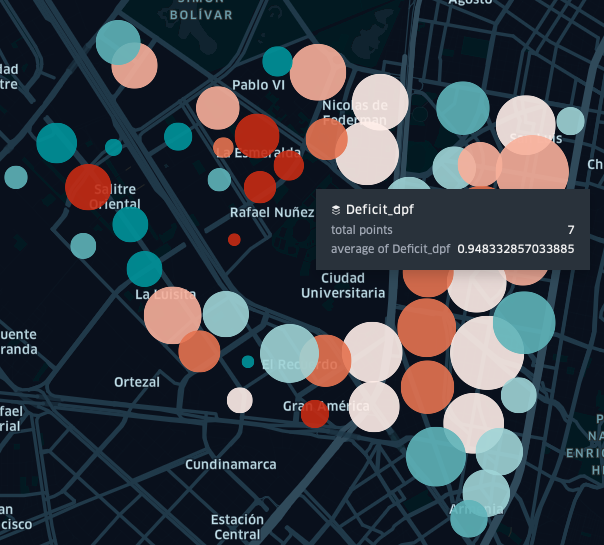 SIMÓN
BOLÍVAR
Agosto
Pablo VI
Nicolas de
Federman
La Esmeralda
Salitre
Oriental
Rafael Nuñez
Deficit_dpf
total points 7
average of Deficit_dpf 0.948332857033885
Ciudad
Universitaria
La Luisita
El Recuerdo
Ortezal
Gran América
Cundinamarca
Estación
Central